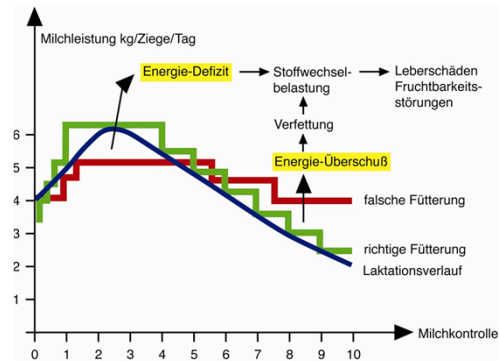 Milchleistung kg/Ziege/Tag
Energie-Defizit
Stoffwechsel-
belastung
Leberschäden
Fruchtbarkeits-
störungen
Verfettung
Energie-Überschuß
6
5
4
3
2
1
falsche Fütterung
richtige Fütterung
Laktationsverlauf
0 1 2 3 4 5 6 7 8 9 10
Milchkontrolle